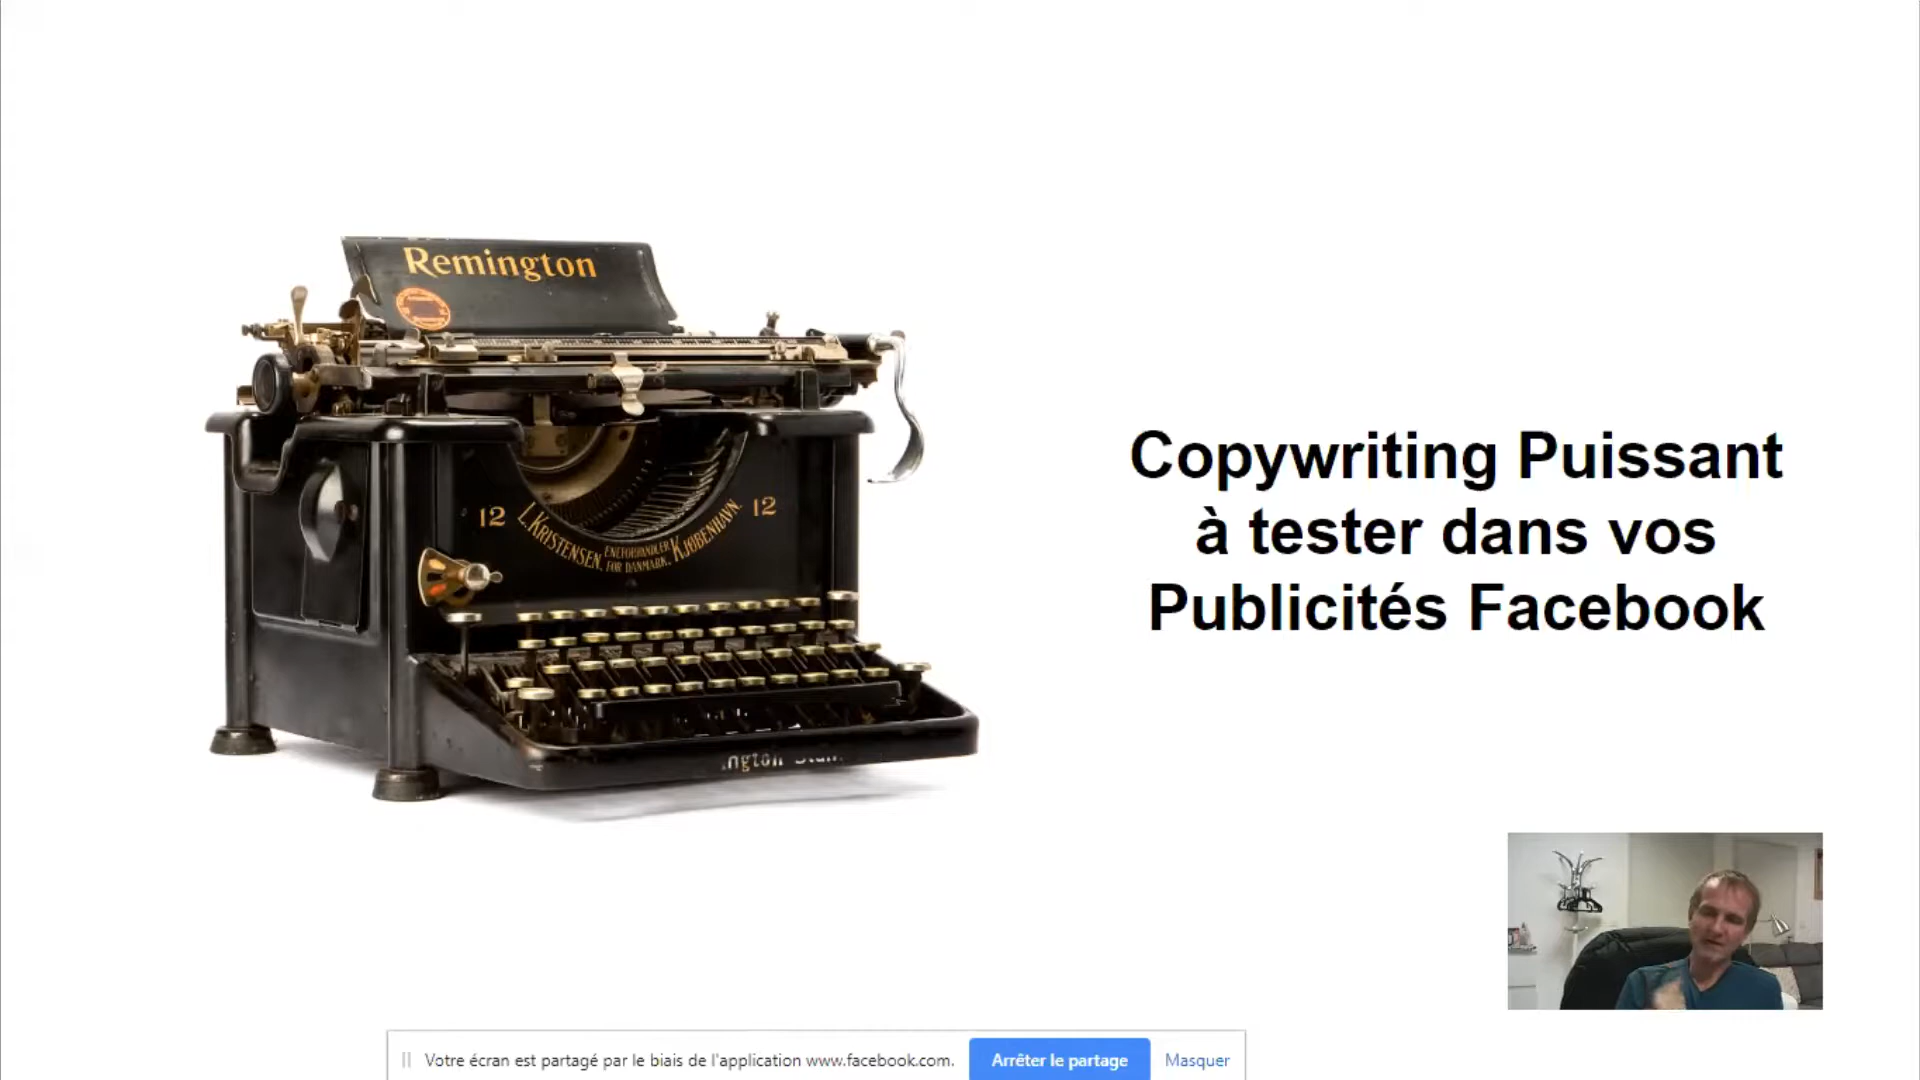 Remington
12 12
L. KRISTENSEN. ENEFORHANDLER KJØBENHAVN.
FOR DANMARK.
Copywriting Puissant
à tester dans vos
Publicités Facebook
Votre écran est partagé par le biais de l'application www.facebook.com.
Arrêter le partage
Masquer